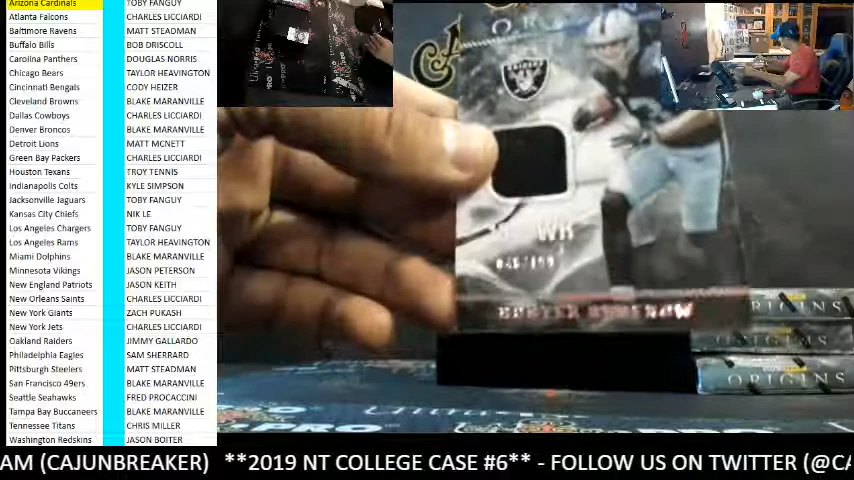 Arizona Cardinals TOBY FANGUY
Atlanta Falcons CHARLES LICCIARDI
Baltimore Ravens MATT STEADMAN
Buffalo Bills BOB DRISCOLL
Carolina Panthers DOUGLAS NORRIS
Chicago Bears TAYLOR HEAVINGTON
Cincinnati Bengals CODY HEIZER
Cleveland Browns BLAKE MARANVILLE
Dallas Cowboys CHARLES LICCIARDI
Denver Broncos BLAKE MARANVILLE
Detroit Lions MATT MCNETT
Green Bay Packers CHARLES LICCIARDI
Houston Texans TROY TENNIS
Indianapolis Colts KYLE SIMPSON
Jacksonville Jaguars TOBY FANGUY
Kansas City Chiefs NIK LE
Los Angeles Chargers TOBY FANGUY
Los Angeles Rams TAYLOR HEAVINGTON
Miami Dolphins BLAKE MARANVILLE
Minnesota Vikings JASON PETERSON
New England Patriots JASON KEITH
New Orleans Saints CHARLES LICCIARDI
New York Giants ZACH PUKASH
New York Jets CHARLES LICCIARDI
Oakland Raiders JIMMY GALLARDO
Philadelphia Eagles SAM SHERRARD
Pittsburgh Steelers MATT STEADMAN
San Francisco 49ers BLAKE MARANVILLE
Seattle Seahawks FRED PROCACCINI
Tampa Bay Buccaneers BLAKE MARANVILLE
Tennessee Titans CHRIS MILLER
Washington Redskins JASON BOITER
RAIDERS
WR
HUNTER RENFROW
ORIGINS
ORIGINS
ORIGINS
Ultra
PRO
AM (CAJUNBREAKER) **2019 NT COLLEGE CASE #6** - FOLLOW US ON TWITTER (@CA